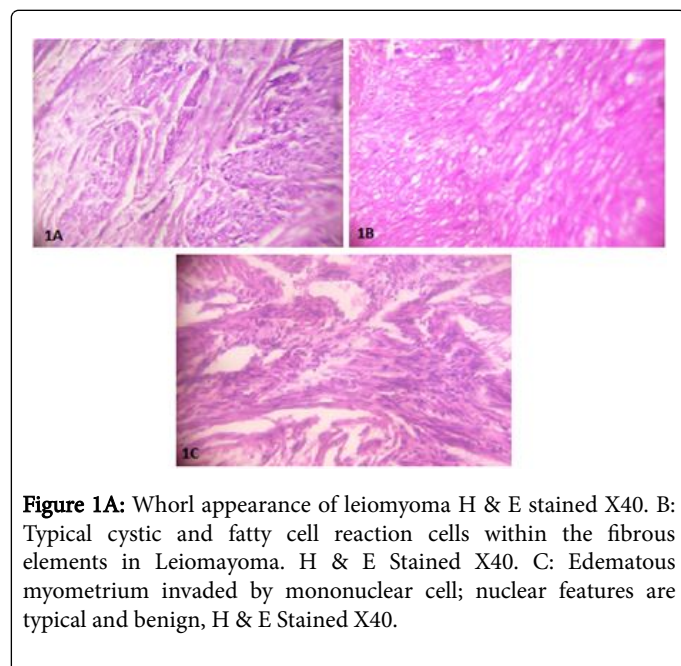 1A
1B
1C
Figure 1A: Whorl appearance of leiomyoma H & E stained X40. B:
Typical cystic and fatty cell reaction cells within the fibrous
elements in Leiomayoma. H & E Stained X40. C: Edematous
myometrium invaded by mononuclear cell; nuclear features are
typical and benign, H & E Stained X40.